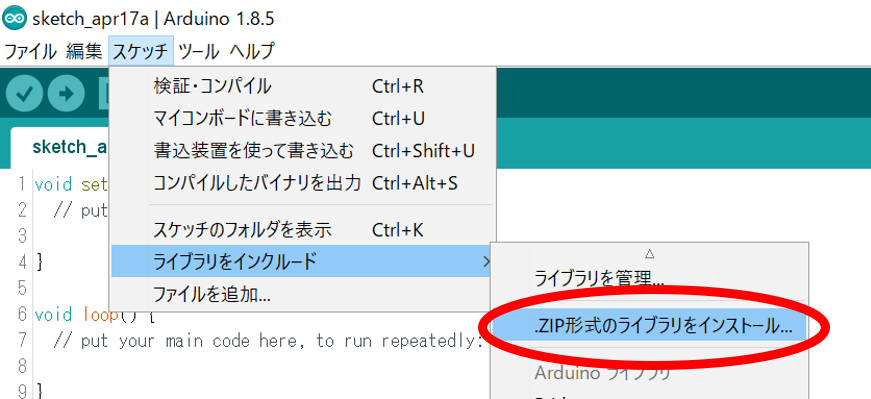 sketch_apr17a | Arduino 1.8.5
ファイル 編集 スケッチ ツール ヘルプ
検証・コンパイル Ctrl+R
マイコンボードに書き込む Ctrl+U
書込装置を使って書き込む Ctrl+Shift+U
コンパイルしたバイナリを出力 Ctrl+Alt+S
スケッチのフォルダを表示 Ctrl+K
ライブラリをインクルード
ファイルを追加...
ライブラリを管理...
.ZIP形式のライブラリをインストール...
Arduino ライブラリ
sketch_a
1 void set
2 // put
3
4 }
5
6 void loop() {
7 // put your main code here, to run repeatedly:
8
9 }